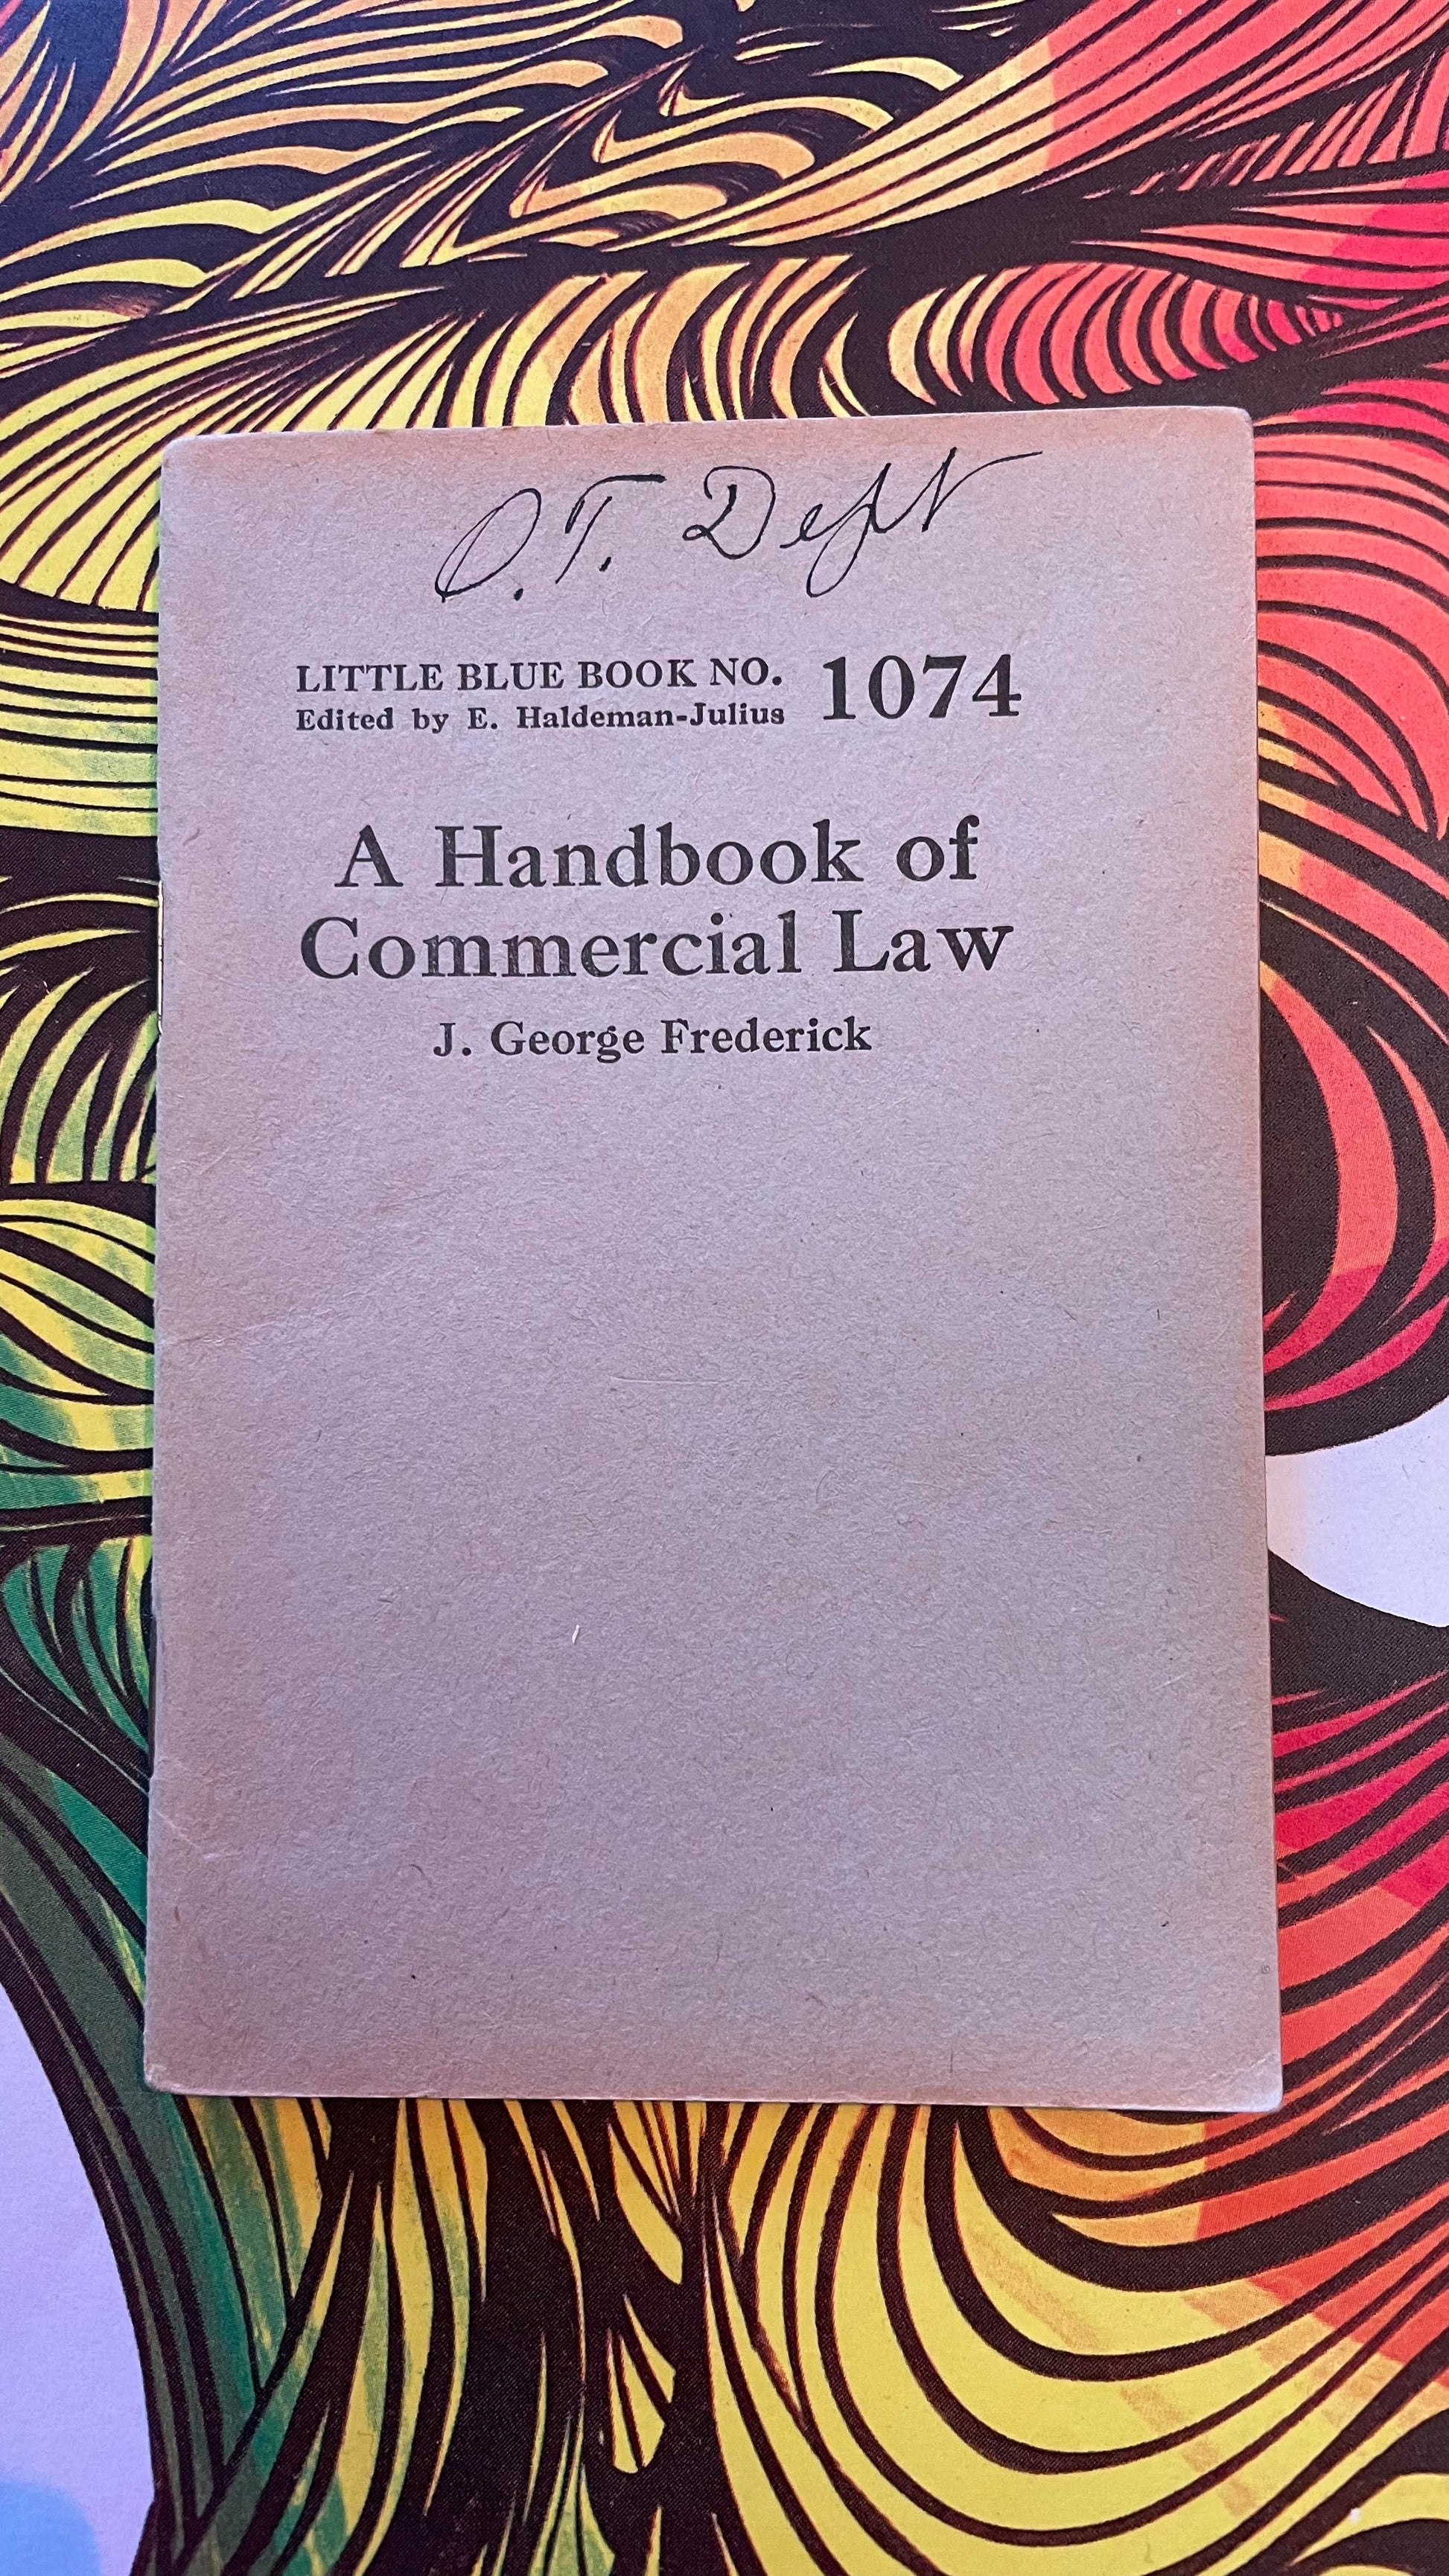 O.T. Dept
LITTLE BLUE BOOK NO. 1074
Edited by E. Haldeman-Julius
A Handbook of
Commercial Law
J. George Frederick